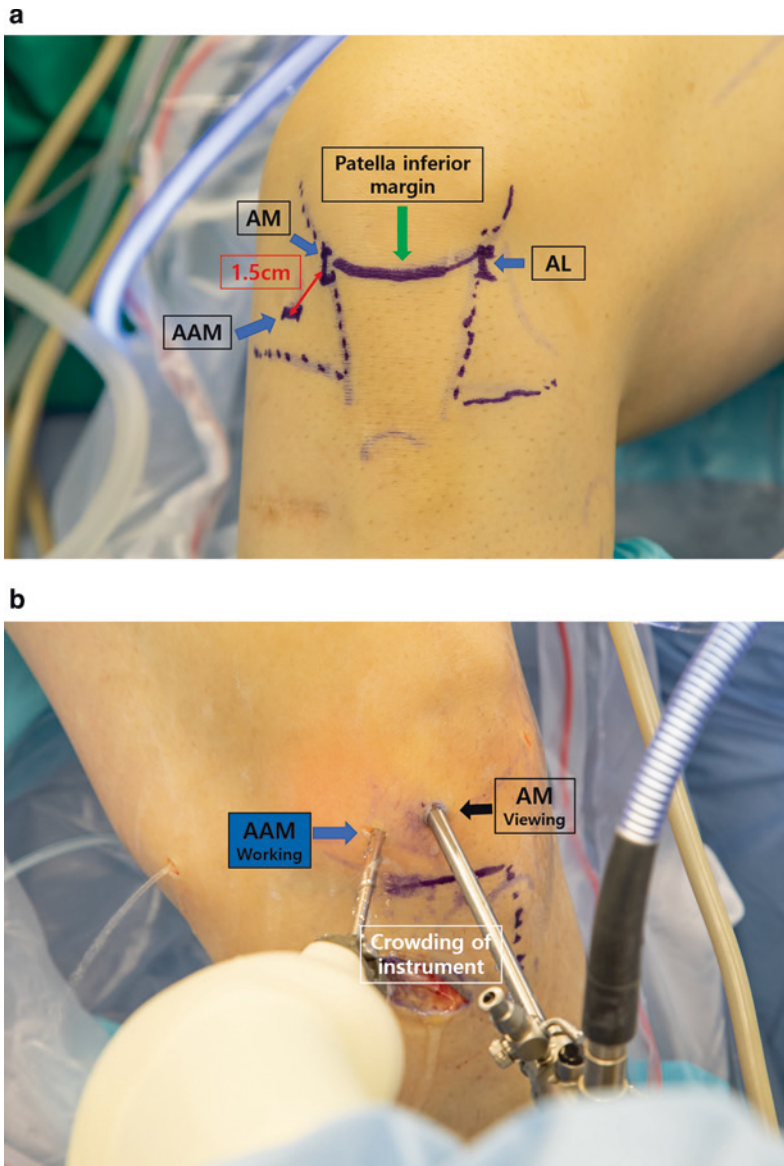 a
Patella inferior
margin
AM
1.5cm
AL
AAM
b
AAM
Working
AM
Viewing
Crowding of
instrument